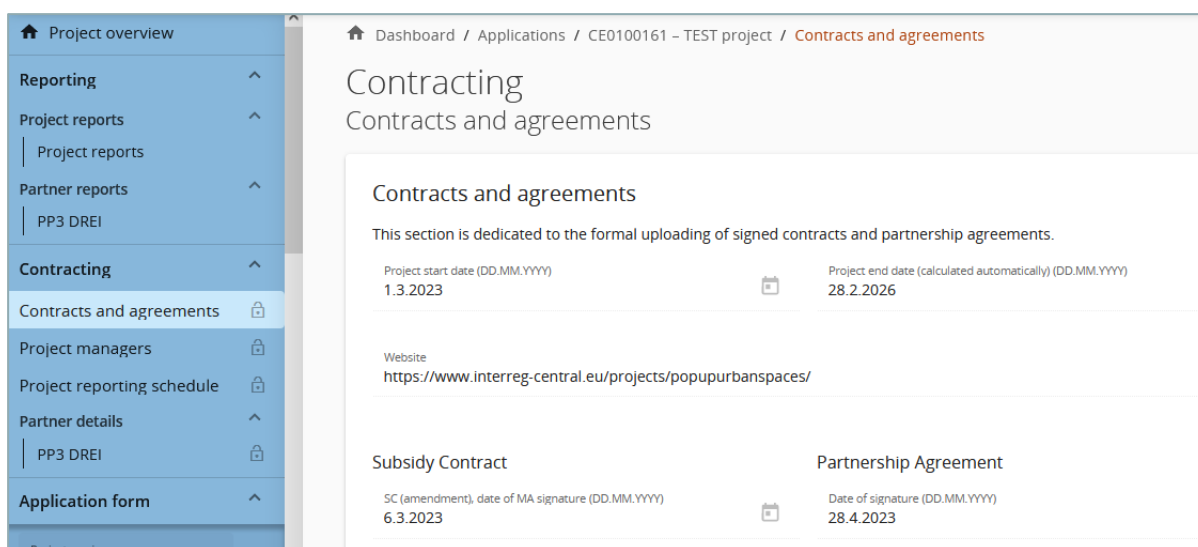 Project overview
Reporting
Project reports
Project reports
Partner reports
PP3 DREI
Contracting
Contracts and agreements
Project managers
Project reporting schedule
Partner details
PP3 DREI
Application form
Dashboard / Applications / CE0100161 – TEST project / Contracts and agreements
Contracting
Contracts and agreements
Contracts and agreements
This section is dedicated to the formal uploading of signed contracts and partnership agreements.
Project start date (DD.MM.YYYY)
1.3.2023
Project end date (calculated automatically) (DD.MM.YYYY)
28.2.2026
Website
https://www.interreg-central.eu/projects/popupurbanspaces/
Subsidy Contract
SC (amendment), date of MA signature (DD.MM.YYYY)
6.3.2023
Partnership Agreement
Date of signature (DD.MM.YYYY)
28.4.2023